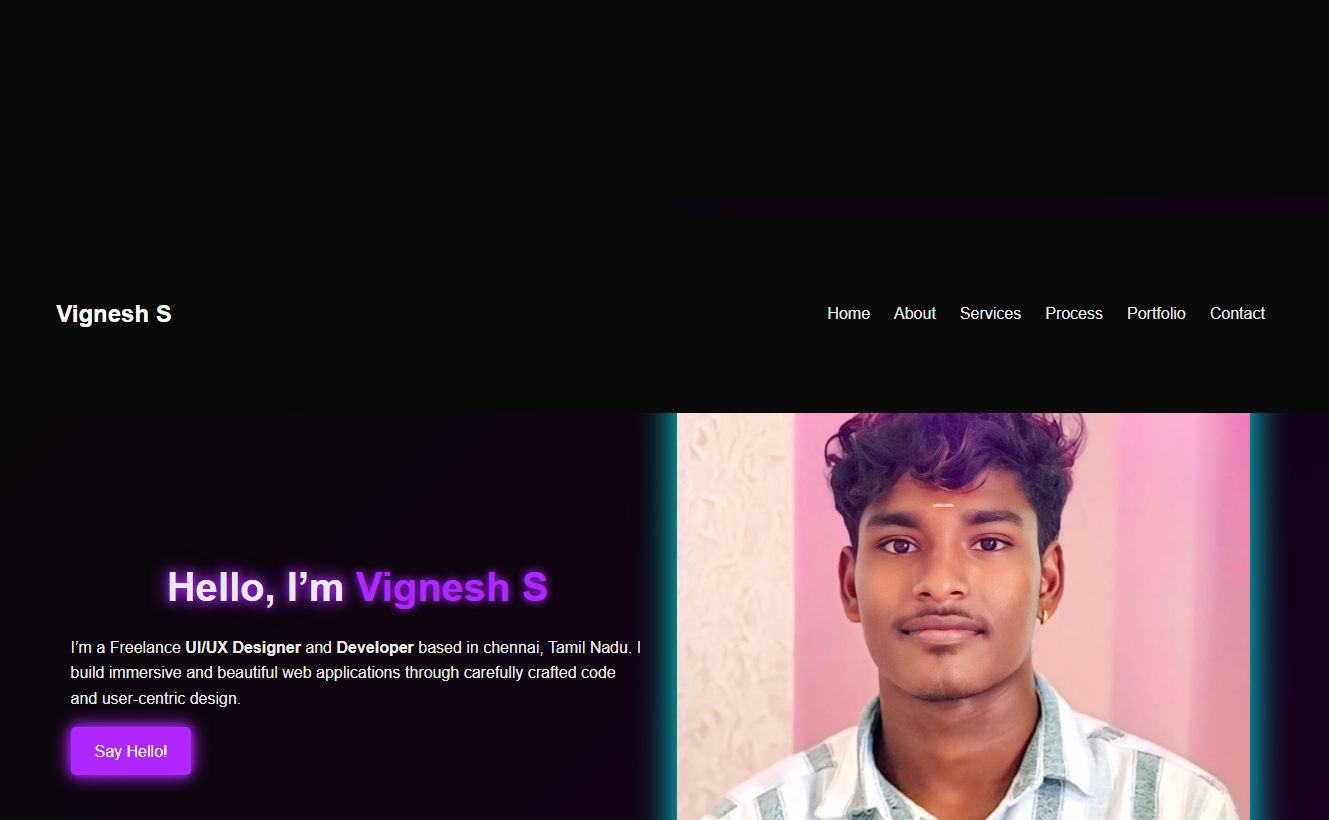 Vignesh S
Home About Services Process Portfolio Contact
Hello, I’m Vignesh S
I’m a Freelance UI/UX Designer and Developer based in chennai, Tamil Nadu. I
build immersive and beautiful web applications through carefully crafted code
and user-centric design.
Say Hello!